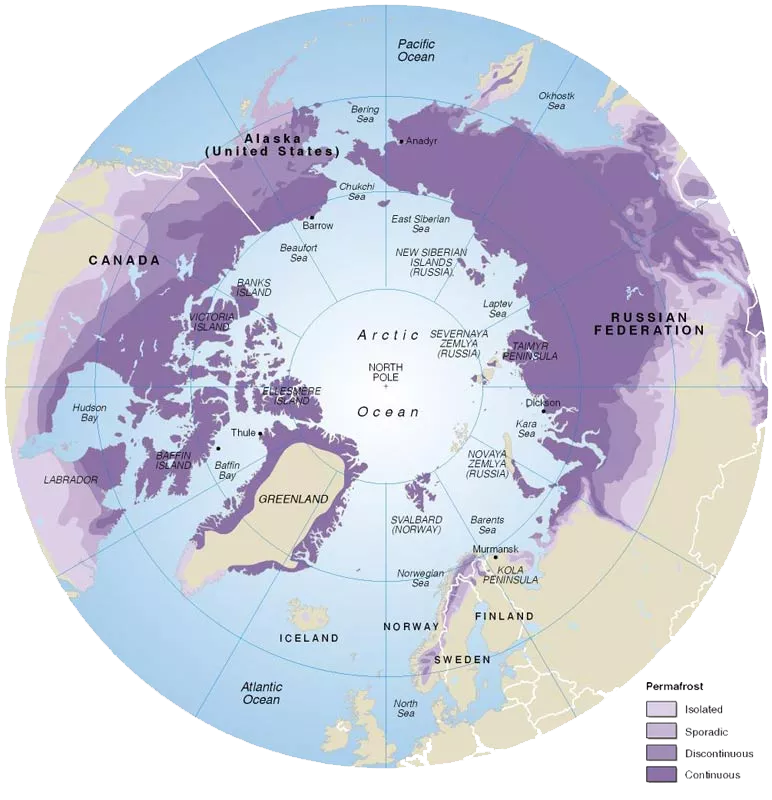 Pacific
Ocean
Okhostk
Sea
Bering
Sea
Alaska
(United States)
Anadyr
Chukchi
Sea
Barrow
East Siberian
Sea
Beaufort
Sea
NEW SIBERIAN
ISLANDS
(RUSSIA)
CANADA
BANKS
ISLAND
VICTORIA
ISLAND
Laptev
Sea
RUSSIAN
FEDERATION
Arctic
SEVERNAYA
ZEMLYA
(RUSSIA)
TAIMYR
PENINSULA
NORTH
POLE
ELLESMERE
ISLAND
Ocean
Dickson
Kara
Sea
Hudson
Bay
Thule
BAFFIN
ISLAND
Baffin
Bay
LABRADOR
NOVAYA
ZEMLYA
(RUSSIA)
GREENLAND
SVALBARD
(NORWAY)
Barents
Sea
Murmansk
KOLA
PENINSULA
Norwegian
Sea
ICELAND
NORWAY
FINLAND
SWEDEN
Atlantic
Ocean
North
Sea
Permafrost
Isolated
Sporadic
Discontinuous
Continuous